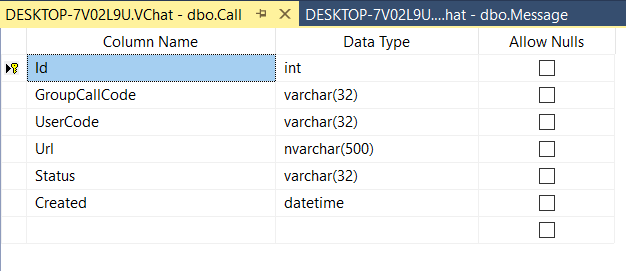 DESKTOP-7V02L9U.VChat - dbo.Call DESKTOP-7V02L9U....hat - dbo.Message
Column Name Data Type Allow Nulls
Id int
GroupCallCode varchar(32)
UserCode varchar(32)
Url nvarchar(500)
Status varchar(32)
Created datetime